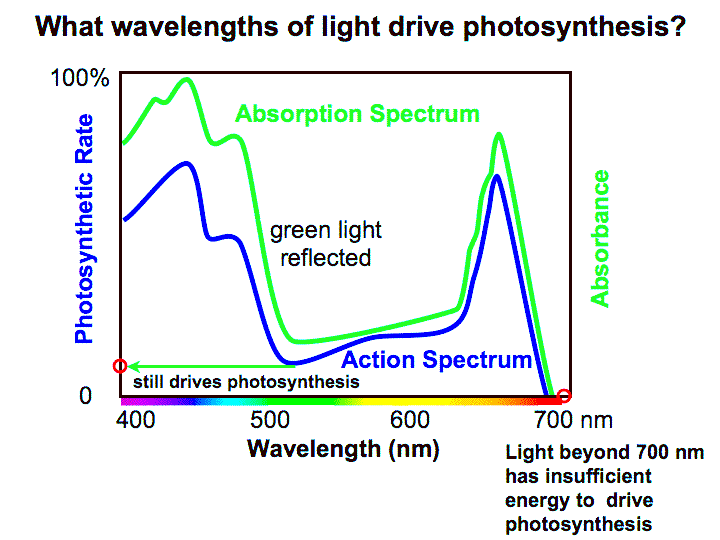 What wavelengths of light drive photosynthesis?
100%
Absorption Spectrum
Photosynthetic Rate
green light
reflected
Absorbance
Action Spectrum
still drives photosynthesis
0
400 500 600 700 nm
Wavelength (nm)
Light beyond 700 nm
has insufficient
energy to drive
photosynthesis